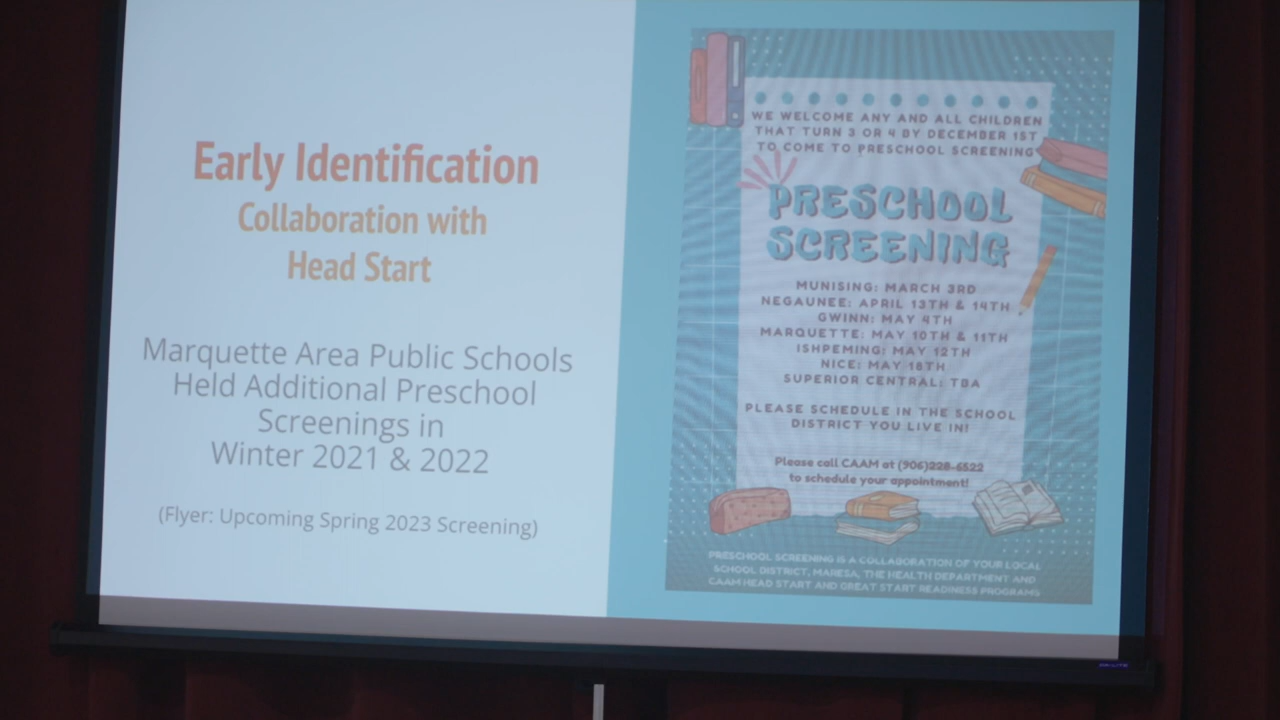 Early Identification
Collaboration with
Head Start
Marquette Area Public Schools
Held Additional Preschool
Screenings in
Winter 2021 & 2022
(Flyer: Upcoming Spring 2023 Screening)
WE WELCOME ANY AND ALL CHILDREN
THAT TURN 3 OR 4 BY DECEMBER 1ST
TO COME TO PRESCHOOL SCREENING
PRESCHOOL
SCREENING
MUNISING: MARCH 3RD
NEGAUNEE: APRIL 13TH & 14TH
GWINN: MAY 4TH
MARQUETTE: MAY 10TH & 11TH
ISHPEMING: MAY 12TH
NICE: MAY 18TH
SUPERIOR CENTRAL: TBA
PLEASE SCHEDULE IN THE SCHOOL
DISTRICT YOU LIVE IN!
Please call CAAM at (906)228-6522
to schedule your appointment!
PRESCHOOL SCREENING IS A COLLABORATION OF YOUR LOCAL
SCHOOL DISTRICT, MARESA, THE HEALTH DEPARTMENT AND
CAAM HEAD START AND GREAT START READINESS PROGRAMS